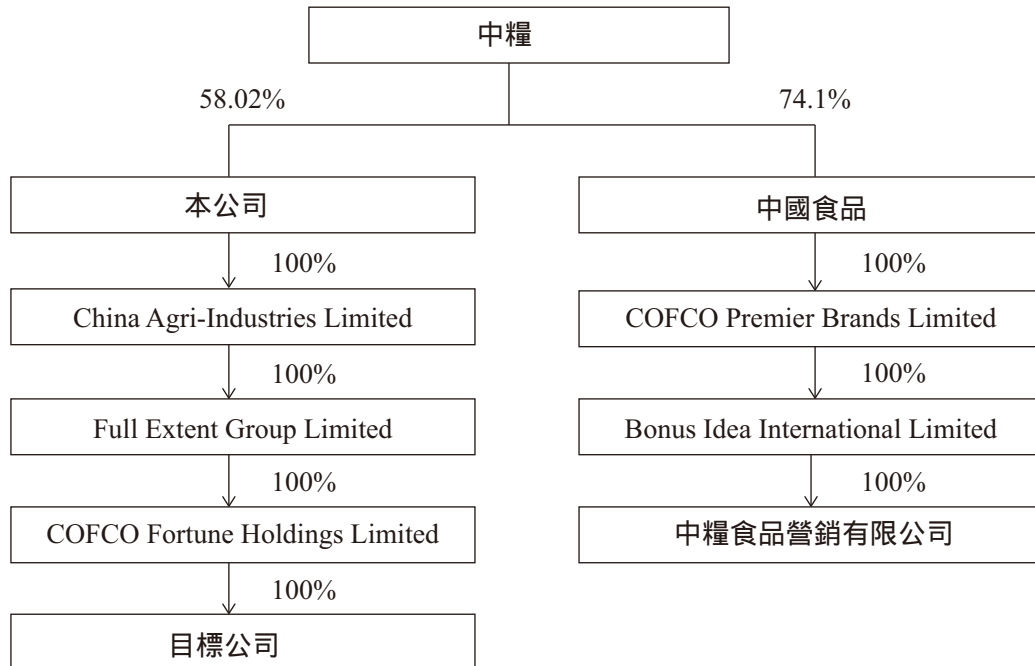 中糧
58.02%
74.1%
本公司
中國食品
100%
100%
China Agri-Industries Limited
COFCO Premier Brands Limited
100%
100%
Full Extent Group Limited
Bonus Idea International Limited
100%
100%
COFCO Fortune Holdings Limited
中糧食品營銷有限公司
100%
目標公司